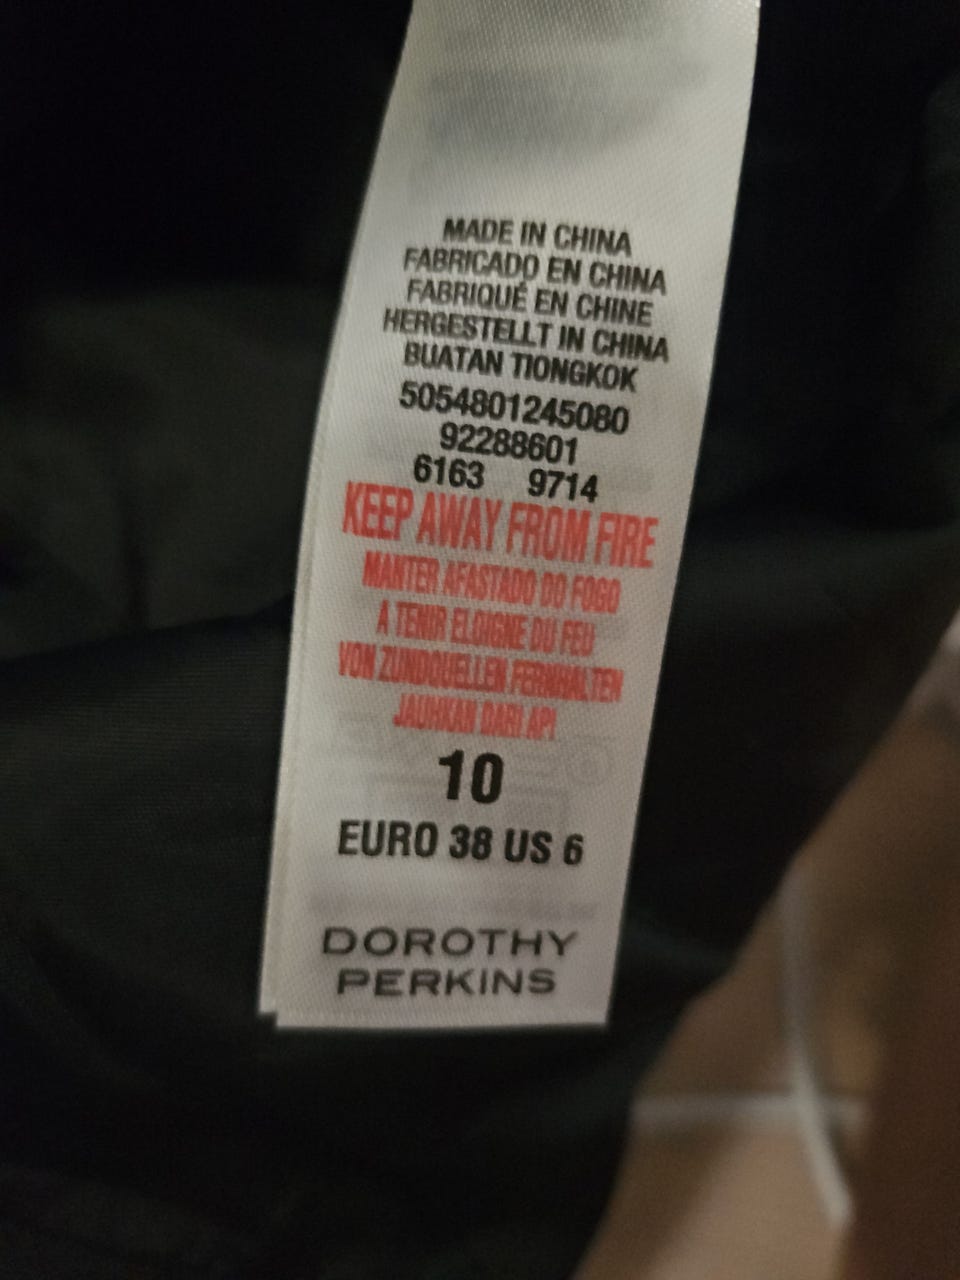 MADE IN CHINA
FABRICADO EN CHINA
FABRIQUÉ EN CHINE
HERGESTELLT IN CHINA
BUATAN TIONGKOK
5054801245080
92288601
6163 9714
KEEP AWAY FROM FIRE
MANTER AFASTADO DO FOGO
A TENIR ELOIGNE DU FEU
VON ZUNDQUELLEN FERNHALTEN
JAUHKAN DARI API
10
EURO 38 US 6
DOROTHY
PERKINS